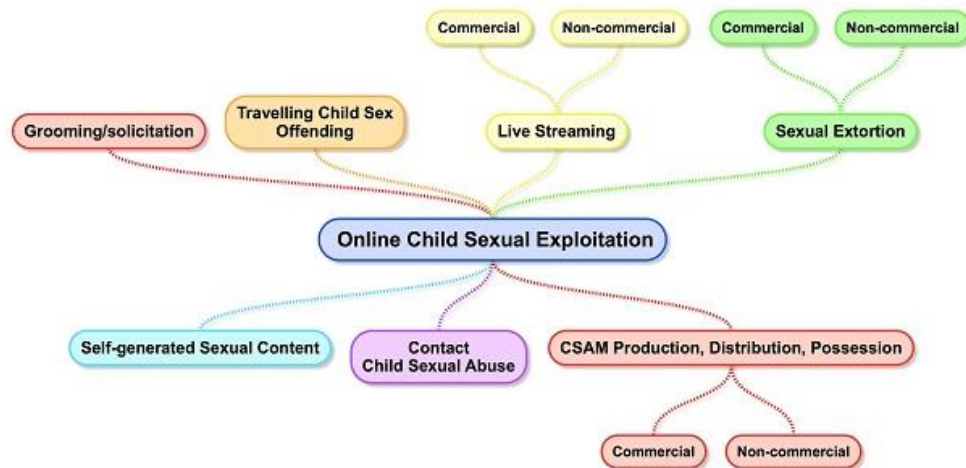 Commercial
Non-commercial
Commercial
Non-commercial
Grooming/solicitation
Travelling Child Sex
Offending
Live Streaming
Sexual Extortion
Online Child Sexual Exploitation
Self-generated Sexual Content
Contact
Child Sexual Abuse
CSAM Production, Distribution, Possession
Commercial
Non-commercial